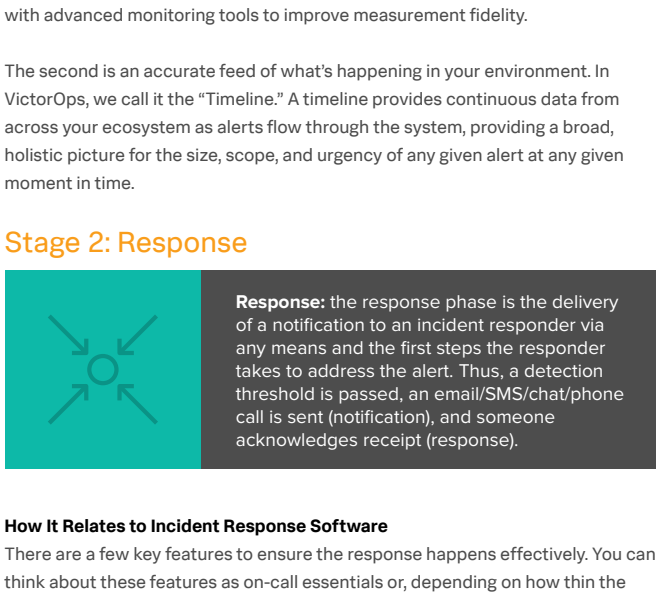 with advanced monitoring tools to improve measurement fidelity.
The second is an accurate feed of what's happening in your environment. In
VictorOps, we call it the “Timeline.” A timeline provides continuous data from
across your ecosystem as alerts flow through the system, providing a broad,
holistic picture for the size, scope, and urgency of any given alert at any given
moment in time.
Stage 2: Response
Response: the response phase is the delivery
of a notification to an incident responder via
any means and the first steps the responder
takes to address the alert. Thus, a detection
threshold is passed, an email/SMS/chat/phone
call is sent (notification), and someone
acknowledges receipt (response).
How It Relates to Incident Response Software
There are a few key features to ensure the response happens effectively. You can
think about these features as on-call essentials or, depending on how thin the